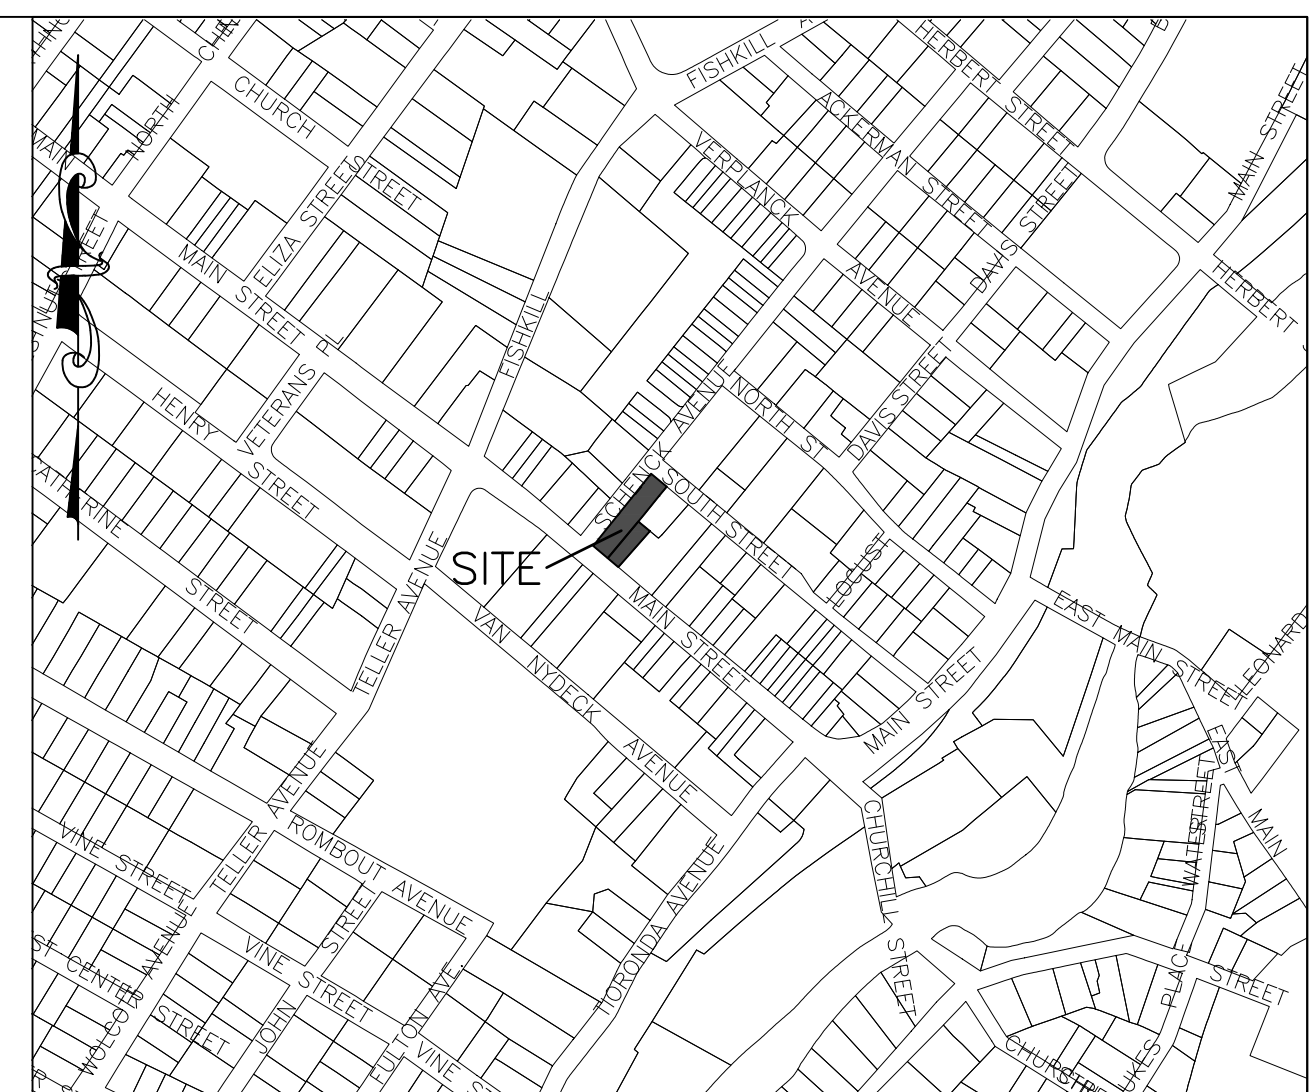 NORTH
CHURCH
STREET
FISHKILL
HERBERT STREET
ACKERMAN STREET
VERPLANCK
AVENUE
MAIN STREET
MAIN
ELIZA STREET
MAIN STREET
VETERANS PL
HENRY
STREET
FISHKILL
DAVIS STREET
DAVIS STREET
HERBERT
SCHENCK AVENUE
NORTH ST
SOUTH STREET
LOCUST
STREET
SITE
TELLER AVENUE
VAN NYDECK
AVENUE
MAIN STREET
MAIN STREET
EAST MAIN STREET
LEONARD
EAST
MAIN
WATER STREET
CHURCHILL
STREET
TELLER AVENUE
ROMBOUT AVENUE
VINE STREET
VINE STREET
VINE
JOHN
FULTON AVE.
TORONDA AVENUE
CENTER
STREET
AVENUE
PLACE
STREET